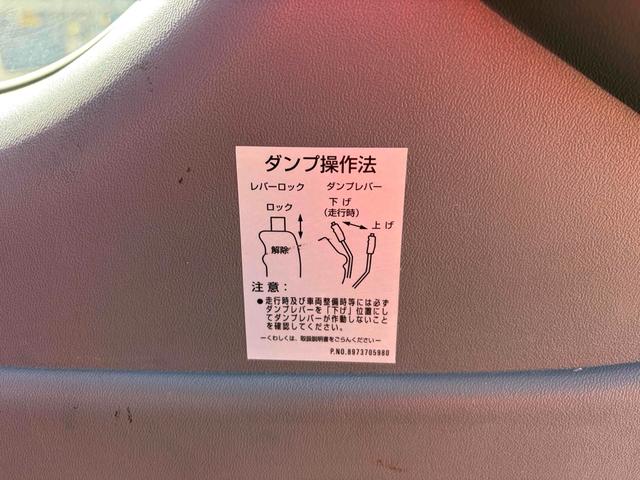 ダンプ操作法
レバーロック ダンプレバー
ロック
下げ
(走行時)
上げ
解除
注意:
●走行時及び車両整備時等には必ず
ダンプレバーを「下げ」位置にし
てダンプレバーが作動しないこと
を確認してください。
ーくわしくは、取扱説明書をごらんくださいー
P.NO.8973705980